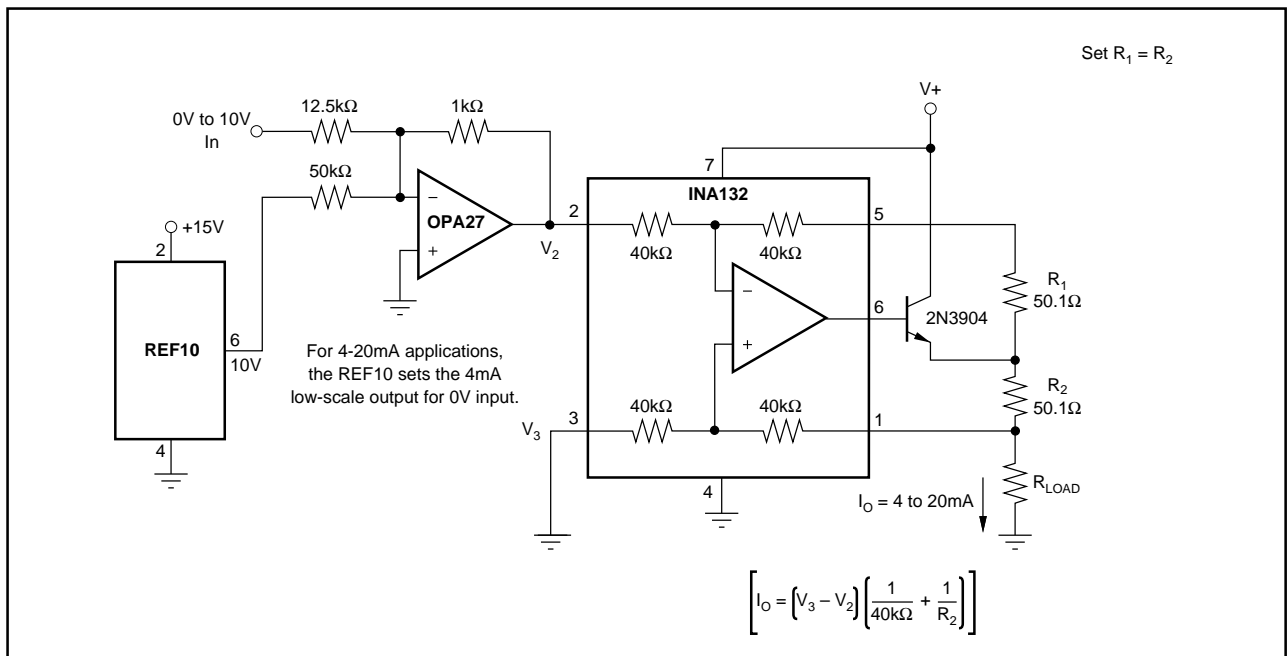 Set R1 = R2
V+
12.5kΩ
1kΩ
0V to 10V
In
50kΩ
7
INA132
–
OPA27
+
2
V2
5
40kΩ
40kΩ
+15V
2
R1
50.1Ω
–
6
2N3904
+
REF10
6
10V
For 4-20mA applications,
the REF10 sets the 4mA
low-scale output for 0V input.
R2
50.1Ω
40kΩ
40kΩ
V3
3
1
4
4
RLOAD
IO = 4 to 20mA
[IO = (V3 – V2) (1/40kΩ + 1/R2)]